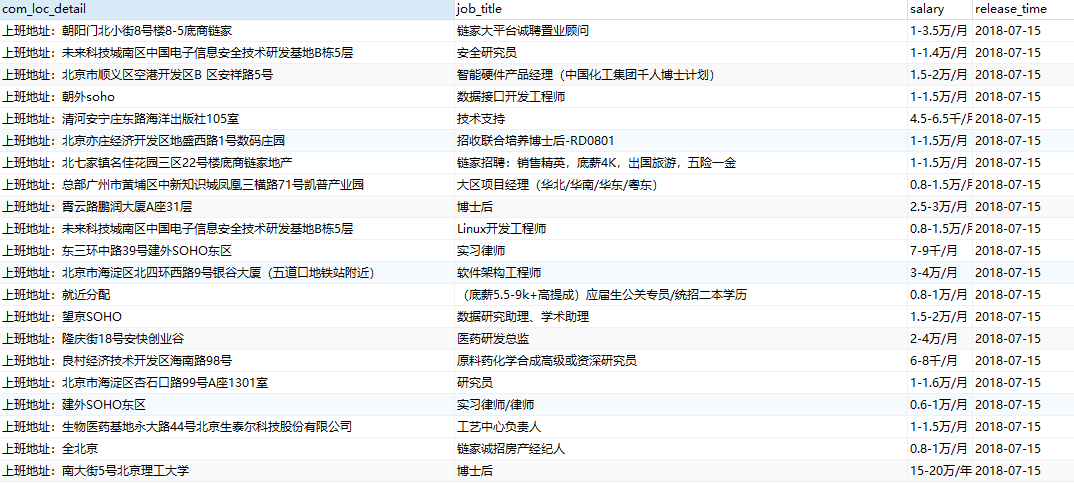 com_loc_detail job_title salary release_time
上班地址：朝阳门北小街8号楼8-5底商链家 链家大平台诚聘置业顾问 1-3.5万/月 2018-07-15
上班地址：未来科技城南区中国电子信息安全技术研发基地B栋5层 安全研究员 1-1.4万/月 2018-07-15
上班地址：北京市顺义区空港开发区B 区安祥路5号 智能硬件产品经理（中国化工集团千人博士计划） 1.5-2万/月 2018-07-15
上班地址：朝外soho 数据接口开发工程师 1-1.5万/月 2018-07-15
上班地址：清河安宁庄东路海洋出版社105室 技术支持 4.5-6.5千/月 2018-07-15
上班地址：北京亦庄经济开发区地盛西路1号数码庄园 招收联合培养博士后-RD0801 1-1.5万/月 2018-07-15
上班地址：北七家镇名佳花园三区22号楼底商链家地产 链家招聘：销售精英，底薪4K，出国旅游，五险一金 1-1.5万/月 2018-07-15
上班地址：总部广州市黄埔区中新知识城凤凰三横路71号凯普产业园 大区项目经理（华北/华南/华东/粤东） 0.8-1.5万/月 2018-07-15
上班地址：霄云路鹏润大厦A座31层 博士后 2.5-3万/月 2018-07-15
上班地址：未来科技城南区中国电子信息安全技术研发基地B栋5层 Linux开发工程师 0.8-1.5万/月 2018-07-15
上班地址：东三环中路39号建外SOHO东区 实习律师 7-9千/月 2018-07-15
上班地址：北京市海淀区北四环西路9号银谷大厦（五道口地铁站附近） 软件架构工程师 3-4万/月 2018-07-15
上班地址：就近分配 （底薪5.5-9k+高提成）应届生公关专员/统招二本学历 0.8-1万/月 2018-07-15
上班地址：望京SOHO 数据研究助理、学术助理 1.5-2万/月 2018-07-15
上班地址：隆庆街18号安快创业谷 医药研发总监 2-4万/月 2018-07-15
上班地址：良村经济技术开发区海南路98号 原料药化学合成高级或资深研究员 6-8千/月 2018-07-15
上班地址：北京市海淀区杏石口路99号A座1301室 研究员 1-1.6万/月 2018-07-15
上班地址：建外SOHO东区 实习律师/律师 0.6-1万/月 2018-07-15
上班地址：生物医药基地永大路44号北京生泰尔科技股份有限公司 工艺中心负责人 1-1.5万/月 2018-07-15
上班地址：全北京 链家诚招房产经纪人 0.8-1万/月 2018-07-15
上班地址：南大街5号北京理工大学 博士后 15-20万/年 2018-07-15